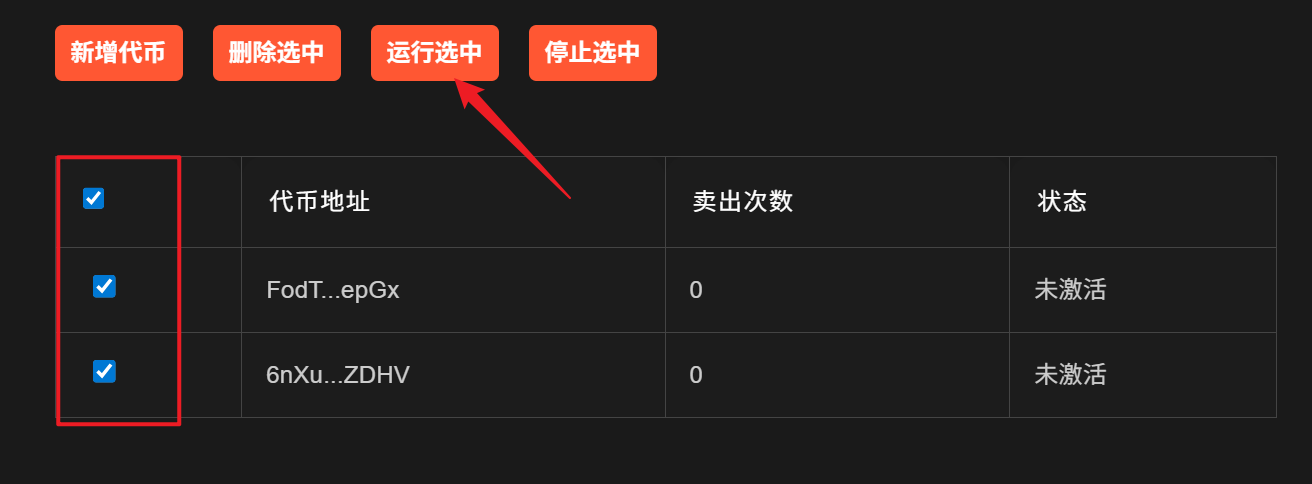 新增代币 删除选中 运行选中 停止选中
代币地址 卖出次数 状态
FodT...epGx 0 未激活
6nXu...ZDHV 0 未激活